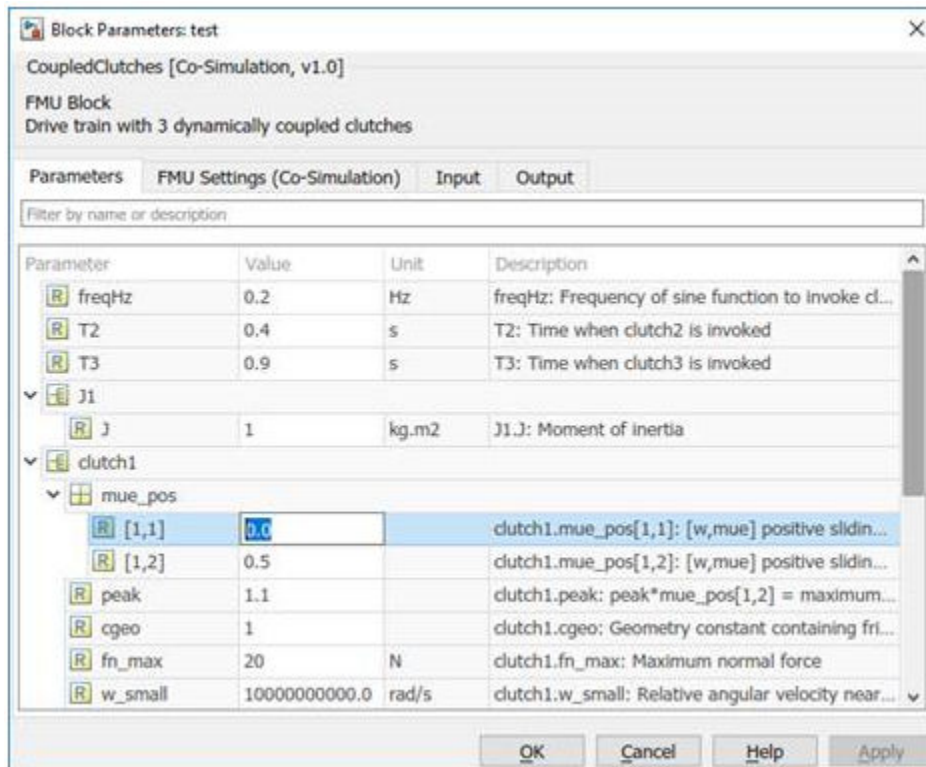 Block Parameters: test
CoupledClutches [Co-Simulation, v1.0]
FMU Block
Drive train with 3 dynamically coupled clutches
Parameters FMU Settings (Co-Simulation) Input Output
Filter by name or description
Parameter Value Unit Description
R freqHz 0.2 Hz freqHz: Frequency of sine function to invoke cl...
R T2 0.4 s T2: Time when clutch2 is invoked
R T3 0.9 s T3: Time when clutch3 is invoked
J1
R J 1 kg.m2 J1.J: Moment of inertia
clutch1
mue_pos
R [1,1] 0.0 clutch1.mue_pos[1,1]: [w,mue] positive slidin...
R [1,2] 0.5 clutch1.mue_pos[1,2]: [w,mue] positive slidin...
R peak 1.1 clutch1.peak: peak*mue_pos[1,2] = maximum...
R cgeo 1 clutch1.cgeo: Geometry constant containing fri...
R fn_max 20 N clutch1.fn_max: Maximum normal force
R w_small 10000000000.0 rad/s clutch1.w_small: Relative angular velocity near...
OK Cancel Help Apply